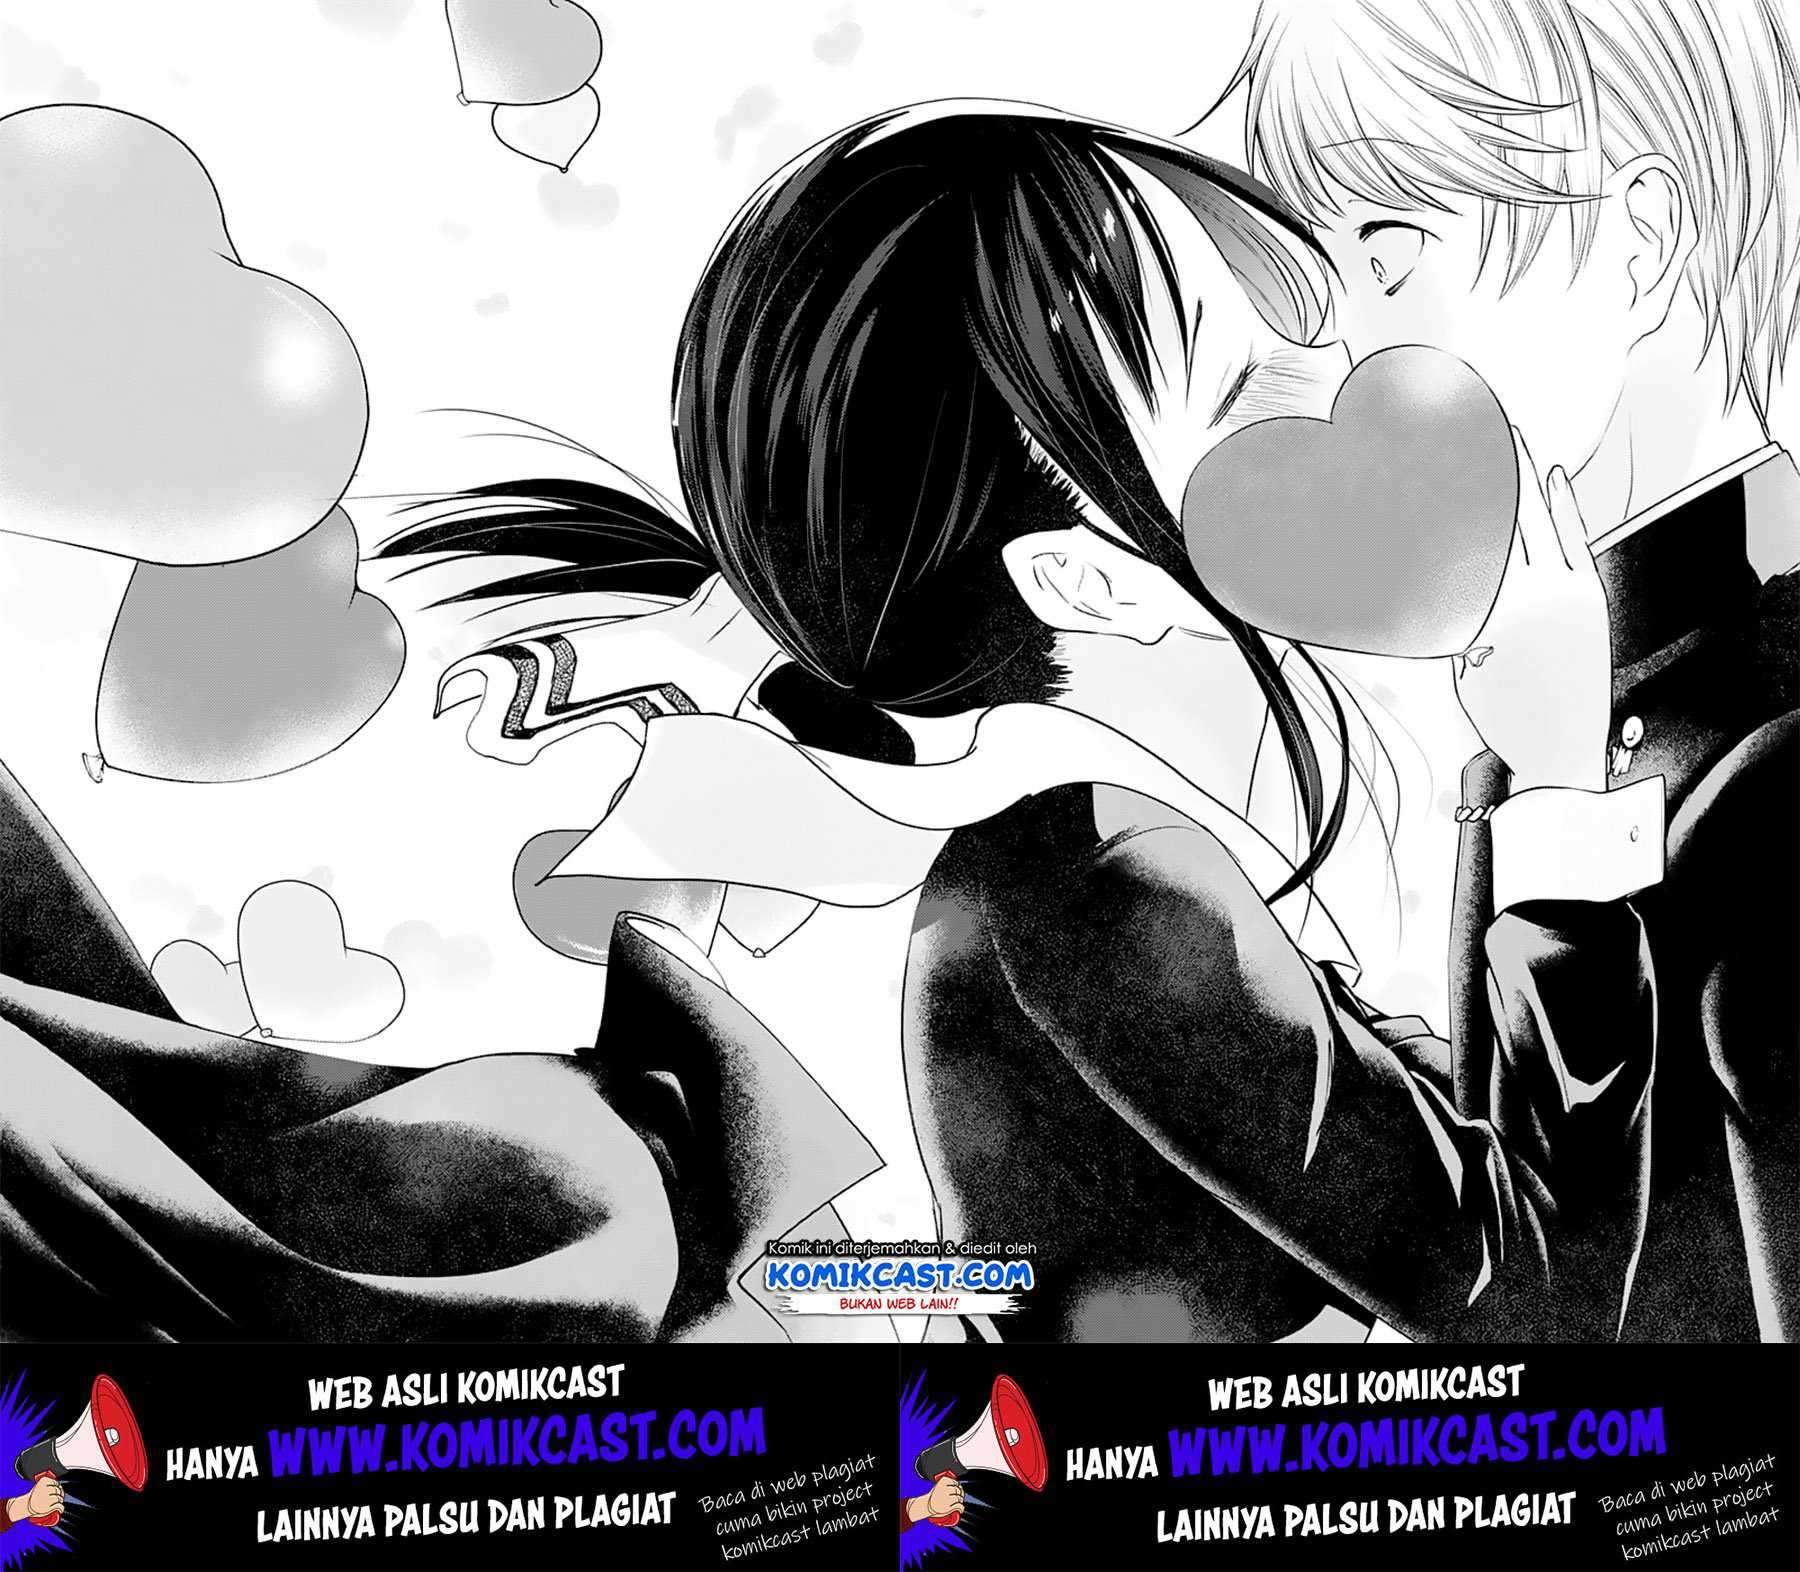 Komik ini diterjemahkan & diedit oleh
KOMIKCAST.COM
BUKAN WEB LAIN!!
WEB ASLI KOMIKCAST
HANYA WWW.KOMIKCAST.COM
LAINNYA PALSU DAN PLAGIAT
Baca di web plagiat
cuma bikin project
komikcast lambat
WEB ASLI KOMIKCAST
HANYA WWW.KOMIKCAST.COM
LAINNYA PALSU DAN PLAGIAT
Baca di web plagiat
cuma bikin project
komikcast lambat